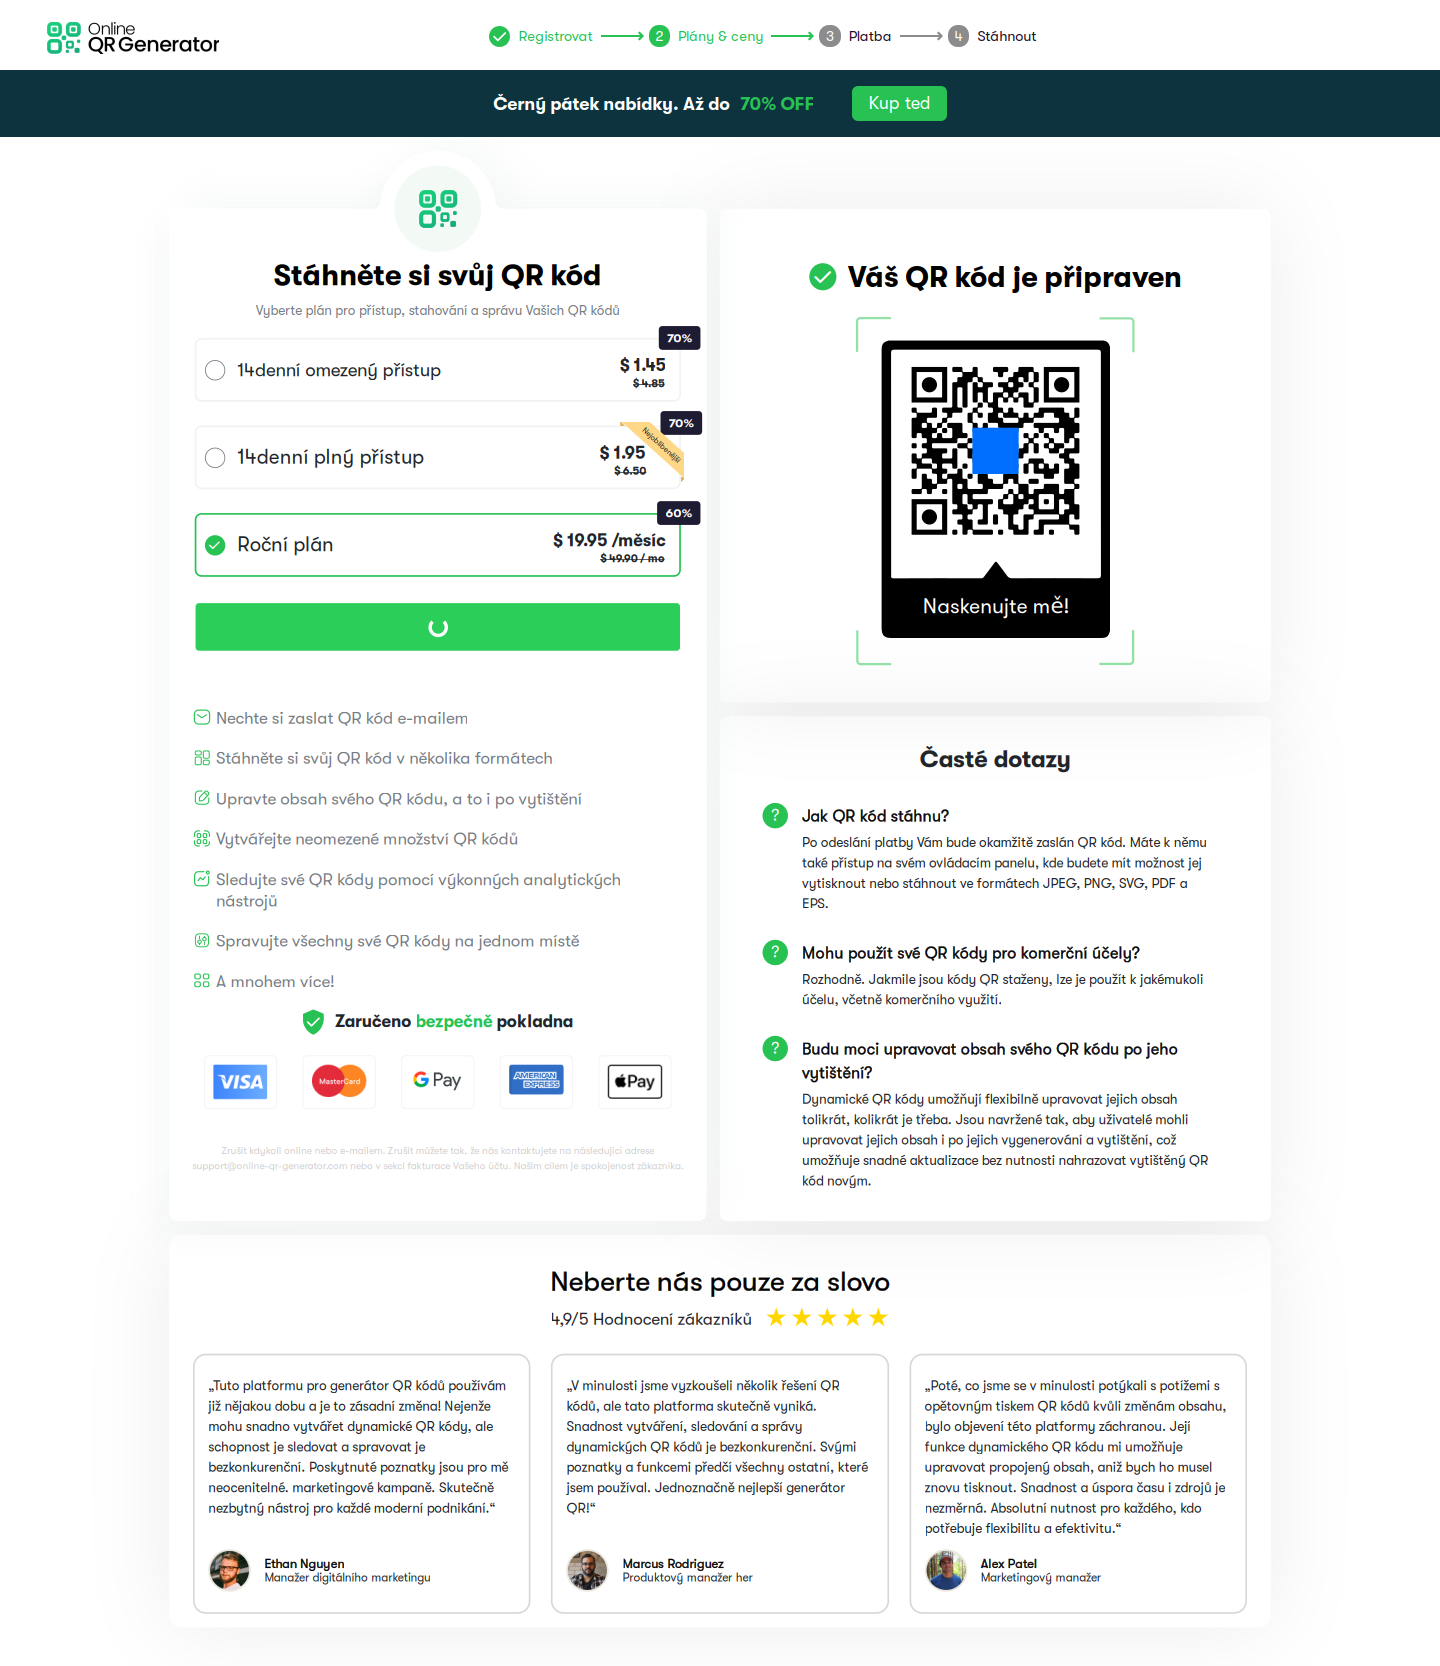 Online
QR Generator
Registrovat
2 Plány & ceny
3 Platba
4 Stáhnout
Černý pátek nabídky. Až do 70% OFF
Kup ted
Stáhněte si svůj QR kód
Vyberte plán pro přístup, stahování a správu Vašich QR kódů
70%
14denní omezený přístup
$ 1.45
$ 4.85
70%
Nejoblíbenější
14denní plný přístup
$ 1.95
$ 6.50
60%
Roční plán
$ 19.95 /měsíc
$ 49.90 / mo
Nechte si zaslat QR kód e-mailem
Stáhněte si svůj QR kód v několika formátech
Upravte obsah svého QR kódu, a to i po vytištění
Vytvářejte neomezené množství QR kódů
Sledujte své QR kódy pomocí výkonných analytických
nástrojů
Spravujte všechny své QR kódy na jednom místě
A mnohem více!
Zaručeno bezpečně pokladna
VISA
MasterCard
G Pay
AMERICAN
EXPRESS
Pay
Zrušit kdykoli online nebo e-mailem. Zrušit můžete tak, že nás kontaktujete na následující adrese
support@online-qr-generator.com nebo v sekci fakturace Vašeho účtu. Naším cílem je spokojenost zákazníka.
Váš QR kód je připraven
Naskenujte mě!
Časté dotazy
? Jak QR kód stáhnu?
Po odeslání platby Vám bude okamžitě zaslán QR kód. Máte k němu
také přístup na svém ovládacím panelu, kde budete mít možnost jej
vytisknout nebo stáhnout ve formátech JPEG, PNG, SVG, PDF a
EPS.
? Mohu použít své QR kódy pro komerční účely?
Rozhodně. Jakmile jsou kódy QR staženy, lze je použít k jakémukoli
účelu, včetně komerčního využití.
? Budu moci upravovat obsah svého QR kódu po jeho
vytištění?
Dynamické QR kódy umožňují flexibilně upravovat jejich obsah
tolikrát, kolikrát je třeba. Jsou navržené tak, aby uživatelé mohli
upravovat jejich obsah i po jejich vygenerování a vytištění, což
umožňuje snadné aktualizace bez nutnosti nahrazovat vytištěný QR
kód novým.
Neberte nás pouze za slovo
4,9/5 Hodnocení zákazníků
„Tuto platformu pro generátor QR kódů používám
již nějakou dobu a je to zásadní změna! Nejenže
mohu snadno vytvářet dynamické QR kódy, ale
schopnost je sledovat a spravovat je
bezkonkurenční. Poskytnuté poznatky jsou pro mě
neocenitelné. marketingové kampaně. Skutečně
nezbytný nástroj pro každé moderní podnikání.“
Ethan Nguyen
Manažer digitálního marketingu
„V minulosti jsme vyzkoušeli několik řešení QR
kódů, ale tato platforma skutečně vyniká.
Snadnost vytváření, sledování a správy
dynamických QR kódů je bezkonkurenční. Svými
poznatky a funkcemi předčí všechny ostatní, které
jsem používal. Jednoznačně nejlepší generátor
QR!“
Marcus Rodriguez
Produktový manažer her
„Poté, co jsme se v minulosti potýkali s potížemi s
opětovným tiskem QR kódů kvůli změnám obsahu,
bylo objevení této platformy záchranou. Její
funkce dynamického QR kódu mi umožňuje
upravovat propojený obsah, aniž bych ho musel
znovu tisknout. Snadnost a úspora času i zdrojů je
nezměrná. Absolutní nutnost pro každého, kdo
potřebuje flexibilitu a efektivitu.“
Alex Patel
Marketingový manažer